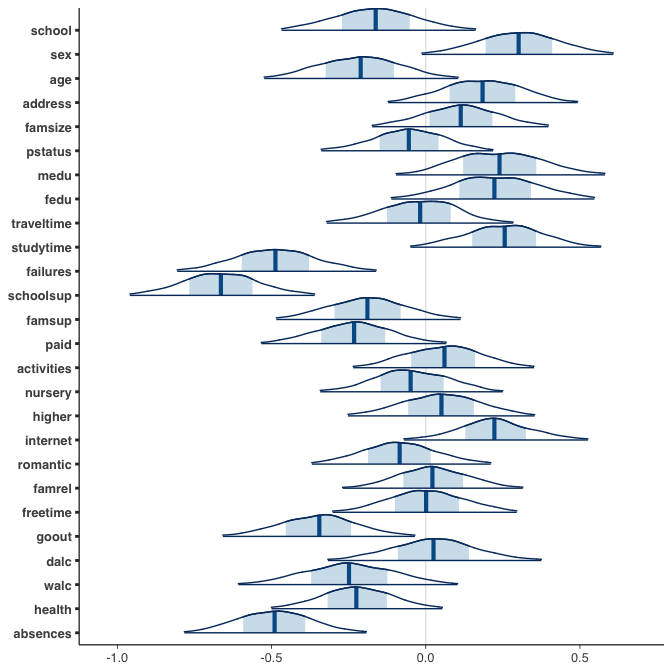 school
sex
age
address
famsize
pstatus
medu
fedu
traveltime
studytime
failures
schoolsup
famsup
paid
activities
nursery
higher
internet
romantic
famrel
freetime
goout
dalc
walc
health
absences
-1.0 -0.5 0.0 0.5